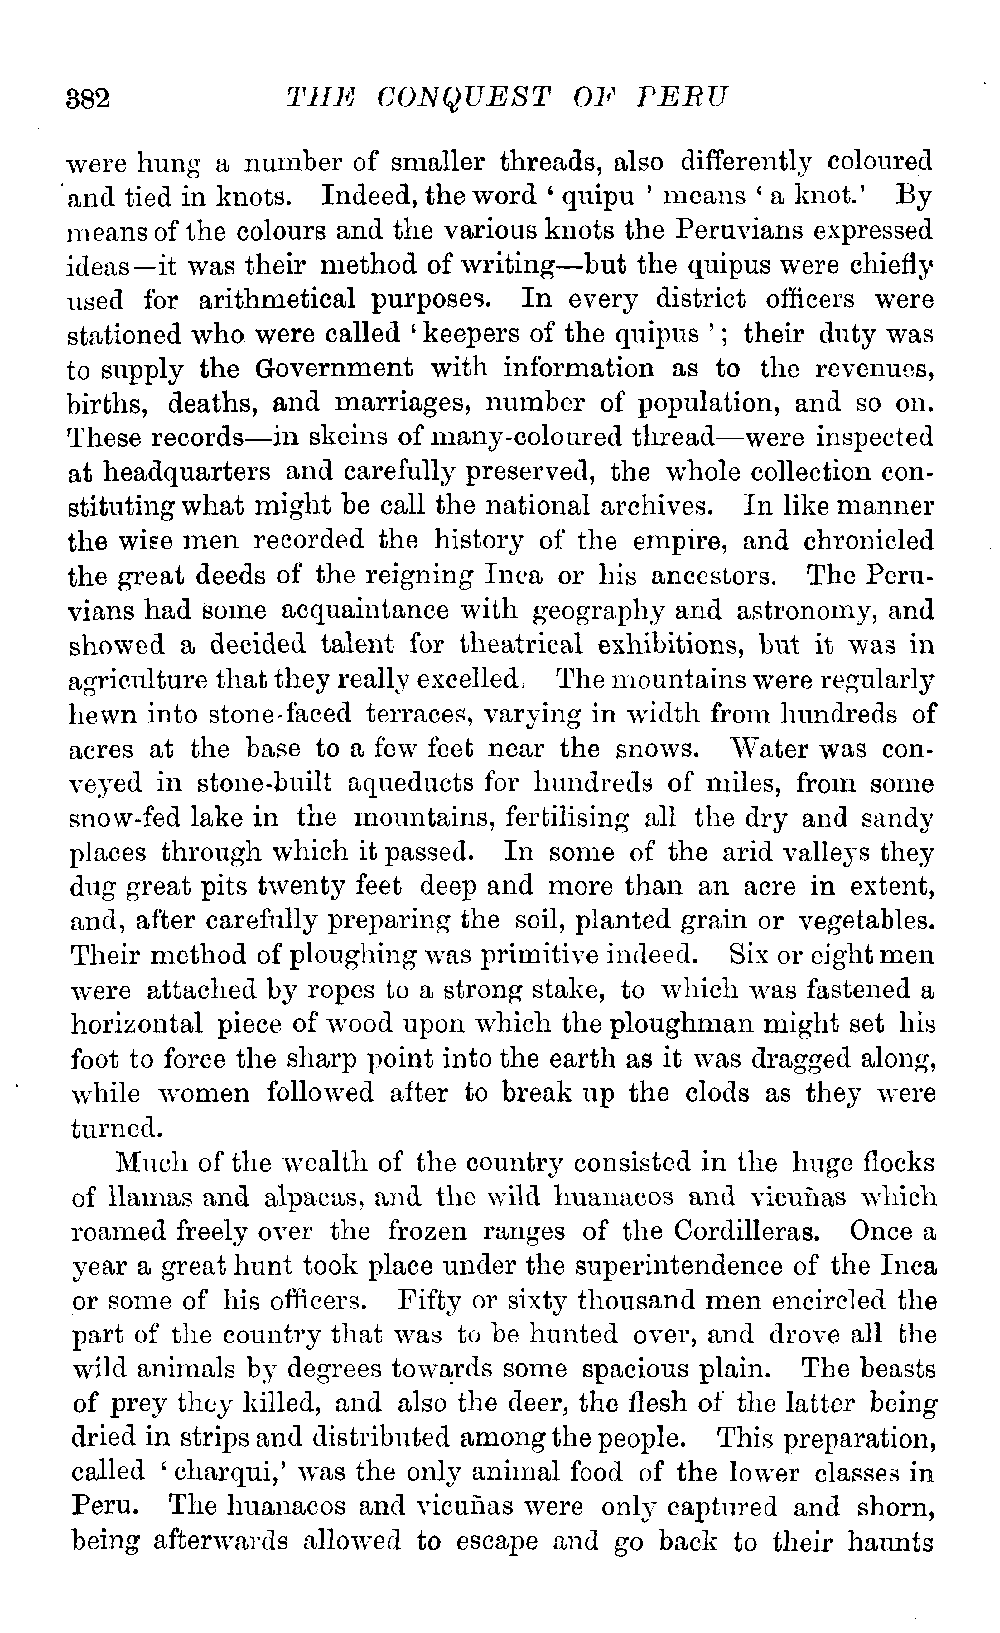 382 THE CONQUEST OF PERU
were hung a number of smaller threads, also differently coloured
and tied in knots. Indeed, the word ‘ quipu ’ means ‘ a knot.’ By
means of the colours and the various knots the Peruvians expressed
ideas—it was their method of writing—but the quipus were chiefly
used for arithmetical purposes. In every district officers were
stationed who were called ‘ keepers of the quipus ’ ; their duty was
to supply the Government with information as to the revenues,
births, deaths, and marriages, number of population, and so on.
These records—in skeins of many-coloured thread—were inspected
at headquarters and carefully preserved, the whole collection con-
stituting what might be call the national archives. In like manner
the wise men recorded the history of the empire, and chronicled
the great deeds of the reigning Inca or his ancestors. The Peru-
vians had some acquaintance with geography and astronomy, and
showed a decided talent for theatrical exhibitions, but it was in
agriculture that they really excelled. The mountains were regularly
hewn into stone-faced terraces, varying in width from hundreds of
acres at the base to a few feet near the snows. Water was con-
veyed in stone-built aqueducts for hundreds of miles, from some
snow-fed lake in the mountains, fertilising all the dry and sandy
places through which it passed. In some of the arid valleys they
dug great pits twenty feet deep and more than an acre in extent,
and, after carefully preparing the soil, planted grain or vegetables.
Their method of ploughing was primitive indeed. Six or eight men
were attached by ropes to a strong stake, to which was fastened a
horizontal piece of wood upon which the ploughman might set his
foot to force the sharp point into the earth as it was dragged along,
while women followed after to break up the clods as they were
turned.
Much of the wealth of the country consisted in the huge flocks
of llamas and alpacas, and the wild huanacos and vicuñas which
roamed freely over the frozen ranges of the Cordilleras. Once a
year a great hunt took place under the superintendence of the Inca
or some of his officers. Fifty or sixty thousand men encircled the
part of the country that was to be hunted over, and drove all the
wild animals by degrees towards some spacious plain. The beasts
of prey they killed, and also the deer, the flesh of the latter being
dried in strips and distributed among the people. This preparation,
called ‘ charqui,’ was the only animal food of the lower classes in
Peru. The huanacos and vicuñas were only captured and shorn,
being afterwards allowed to escape and go back to their haunts